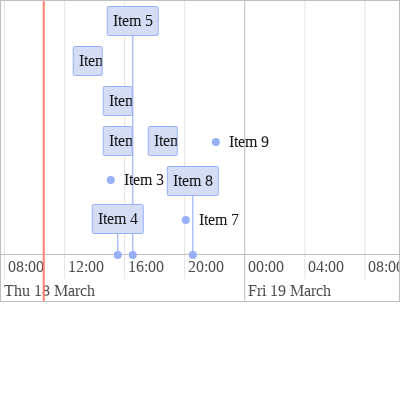 Item 5
Item
Item
Item
Item
Item 9
Item 3
Item 8
Item 4
Item 7
08:00 12:00 16:00 20:00 00:00 04:00 08:00
Thu 18 March Fri 19 March